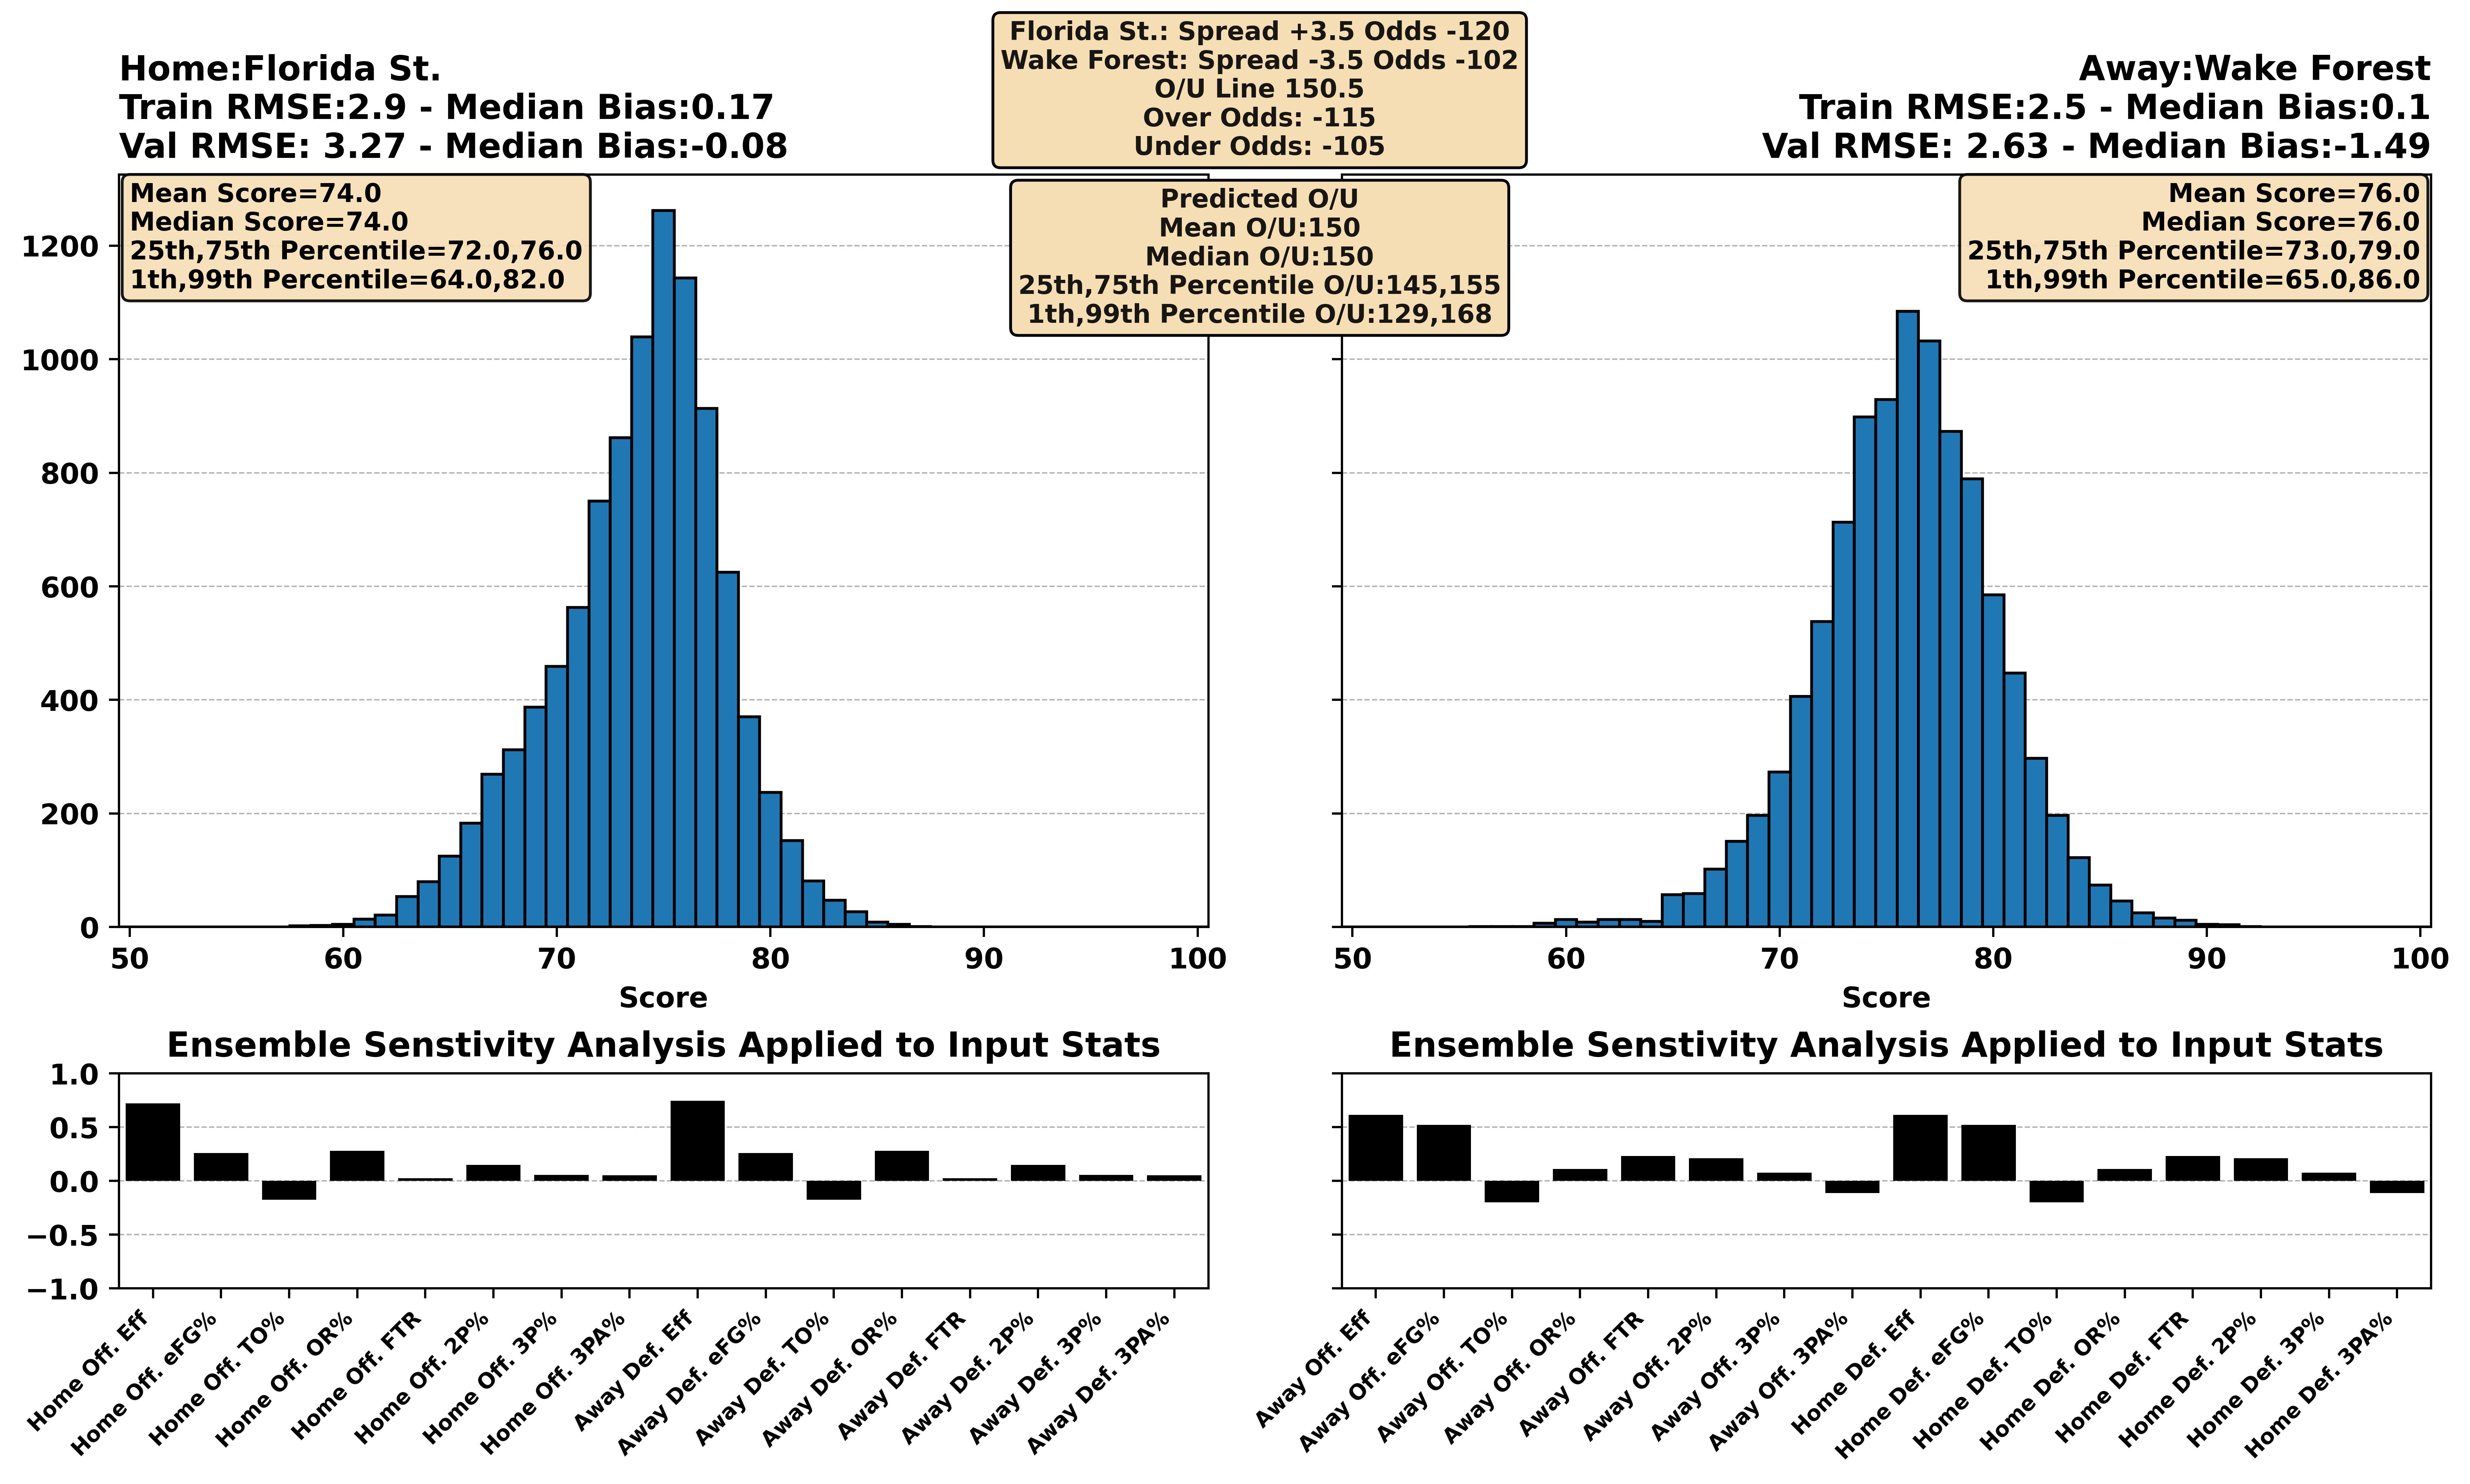 Florida St.: Spread +3.5 Odds -120
Wake Forest: Spread -3.5 Odds -102
O/U Line 150.5
Over Odds: -115
Under Odds: -105
Home:Florida St.
Train RMSE:2.9 - Median Bias:0.17
Val RMSE: 3.27 - Median Bias:-0.08
Away:Wake Forest
Train RMSE:2.5 - Median Bias:0.1
Val RMSE: 2.63 - Median Bias:-1.49
Mean Score=74.0
Median Score=74.0
25th,75th Percentile=72.0,76.0
1th,99th Percentile=64.0,82.0
Predicted O/U
Mean O/U:150
Median O/U:150
25th,75th Percentile O/U:145,155
1th,99th Percentile O/U:129,168
Mean Score=76.0
Median Score=76.0
25th,75th Percentile=73.0,79.0
1th,99th Percentile=65.0,86.0
1200
1000
800
600
400
200
0
50 60 70 80 90 100
Score
50 60 70 80 90 100
Score
Ensemble Senstivity Analysis Applied to Input Stats
1.0
0.5
0.0
−0.5
−1.0
Home Off. Eff
Home Off. eFG%
Home Off. TO%
Home Off. OR%
Home Off. FTR
Home Off. 2P%
Home Off. 3P%
Home Off. 3PA%
Away Def. Eff
Away Def. eFG%
Away Def. TO%
Away Def. OR%
Away Def. FTR
Away Def. 2P%
Away Def. 3P%
Away Def. 3PA%
Ensemble Senstivity Analysis Applied to Input Stats
Away Off. Eff
Away Off. eFG%
Away Off. TO%
Away Off. OR%
Away Off. FTR
Away Off. 2P%
Away Off. 3P%
Away Off. 3PA%
Home Def. Eff
Home Def. eFG%
Home Def. TO%
Home Def. OR%
Home Def. FTR
Home Def. 2P%
Home Def. 3P%
Home Def. 3PA%